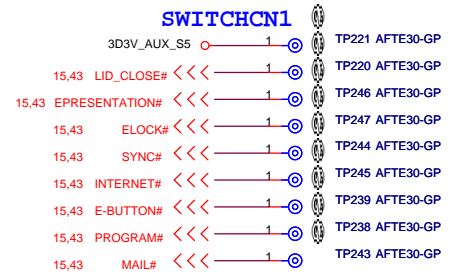 SWITCHCN1
3D3V_AUX_S5 1 TP221 AFTE30-GP
15,43 LID_CLOSE# 1 TP220 AFTE30-GP
15,43 EPRESENTATION# 1 TP246 AFTE30-GP
15,43 ELOCK# 1 TP247 AFTE30-GP
15,43 SYNC# 1 TP244 AFTE30-GP
15,43 INTERNET# 1 TP245 AFTE30-GP
15,43 E-BUTTON# 1 TP239 AFTE30-GP
15,43 PROGRAM# 1 TP238 AFTE30-GP
15,43 MAIL# 1 TP243 AFTE30-GP